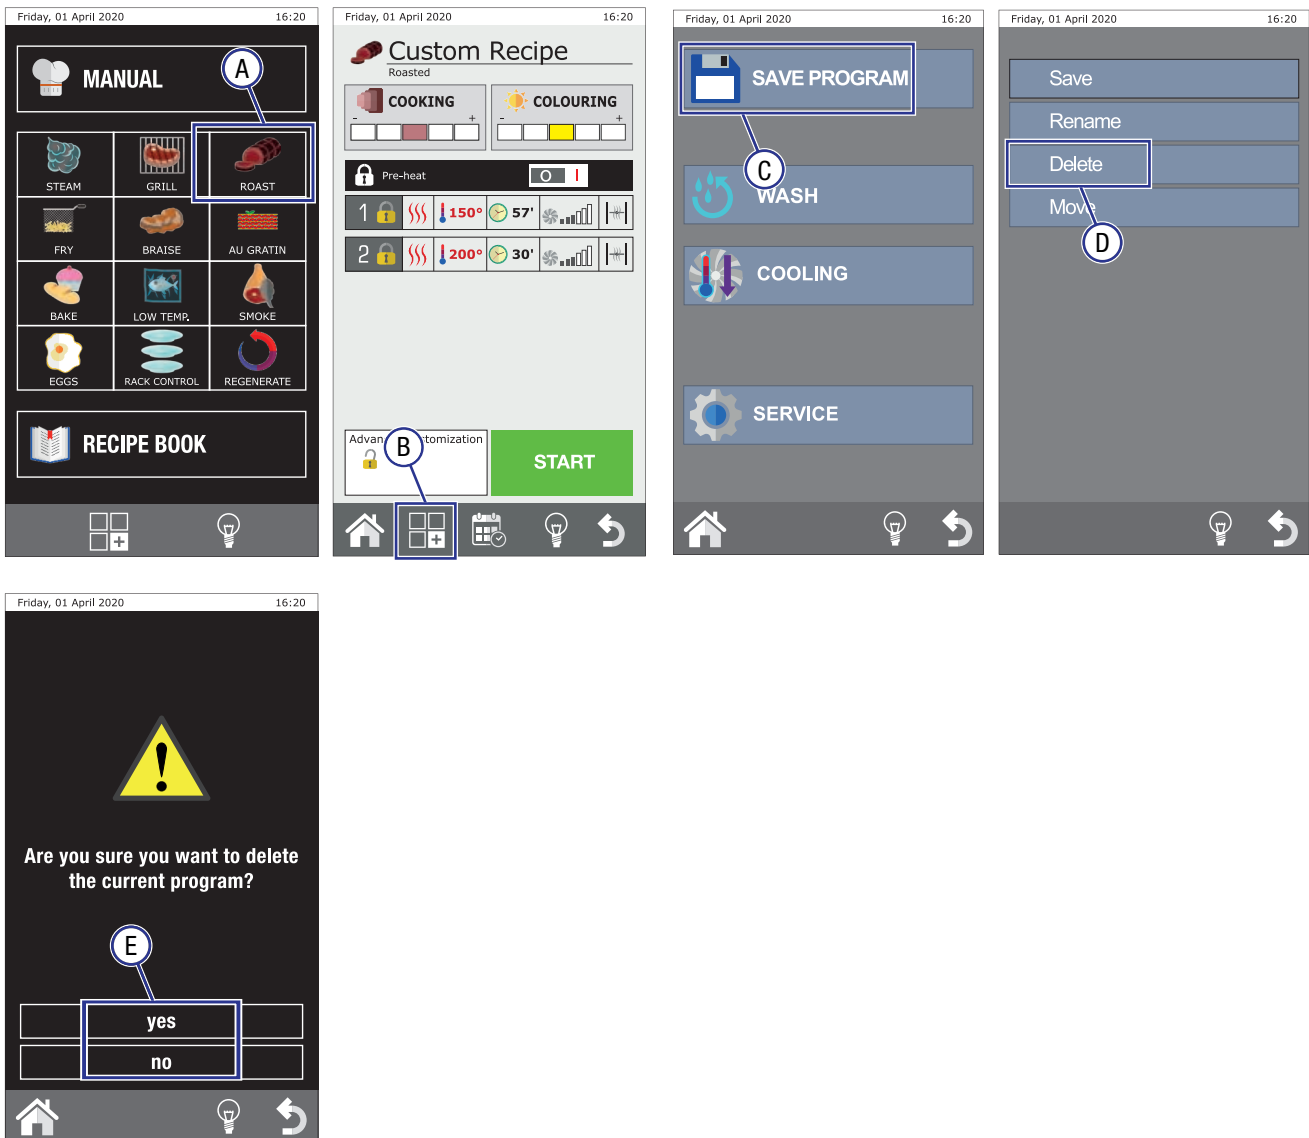 Friday, 01 April 2020 16:20
MANUAL
A
STEAM GRILL ROAST
FRY BRAISE AU GRATIN
BAKE LOW TEMP. SMOKE
EGGS RACK CONTROL REGENERATE
RECIPE BOOK
+
Friday, 01 April 2020 16:20
Custom Recipe
Roasted
COOKING COLOURING
- + - +
Pre-heat O I
1 150° 57'
2 200° 30'
Advan B tomization
START
+
Friday, 01 April 2020 16:20
SAVE PROGRAM
C
WASH
COOLING
SERVICE
Friday, 01 April 2020 16:20
Save
Rename
Delete
Move
D
Friday, 01 April 2020 16:20
!
Are you sure you want to delete
the current program?
E
yes
no